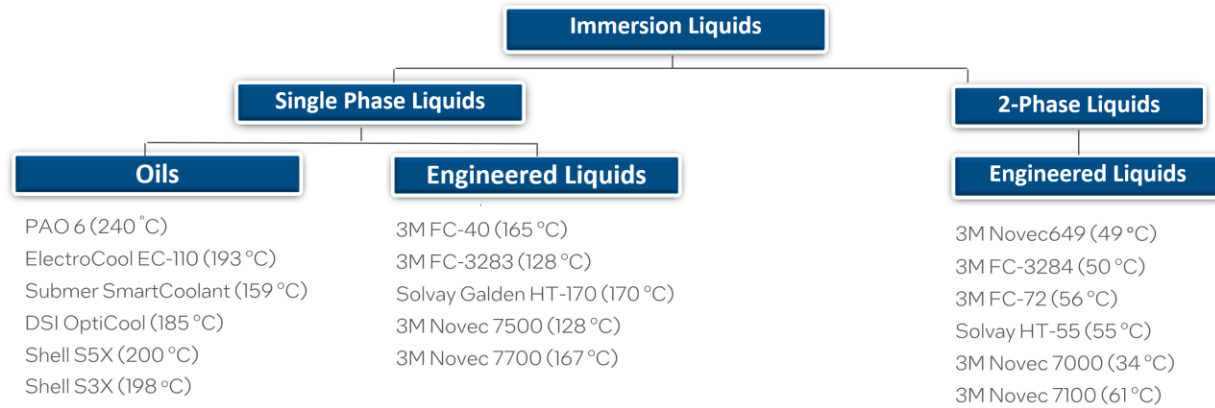 Immersion Liquids
Single Phase Liquids
2-Phase Liquids
Oils
Engineered Liquids
Engineered Liquids
PAO 6 (240 °C)
ElectroCool EC-110 (193 °C)
Submer SmartCoolant (159 °C)
DSI OptiCool (185 °C)
Shell S5X (200 °C)
Shell S3X (198 °C)
3M FC-40 (165 °C)
3M FC-3283 (128 °C)
Solvay Galden HT-170 (170 °C)
3M Novec 7500 (128 °C)
3M Novec 7700 (167 °C)
3M Novec649 (49 °C)
3M FC-3284 (50 °C)
3M FC-72 (56 °C)
Solvay HT-55 (55 °C)
3M Novec 7000 (34 °C)
3M Novec 7100 (61 °C)